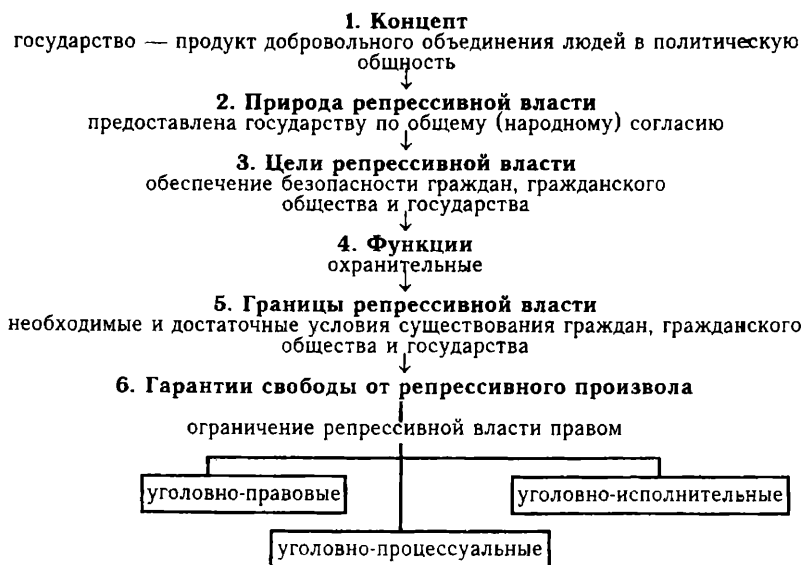 1. Концепт
государство — продукт добровольного объединения людей в политическую
общность
2. Природа репрессивной власти
предоставлена государству по общему (народному) согласию
3. Цели репрессивной власти
обеспечение безопасности граждан, гражданского
общества и государства
4. Функции
охранительные
5. Границы репрессивной власти
необходимые и достаточные условия существования граждан, гражданского
общества и государства
6. Гарантии свободы от репрессивного произвола
ограничение репрессивной власти правом
уголовно-правовые
уголовно-исполнительные
уголовно-процессуальные